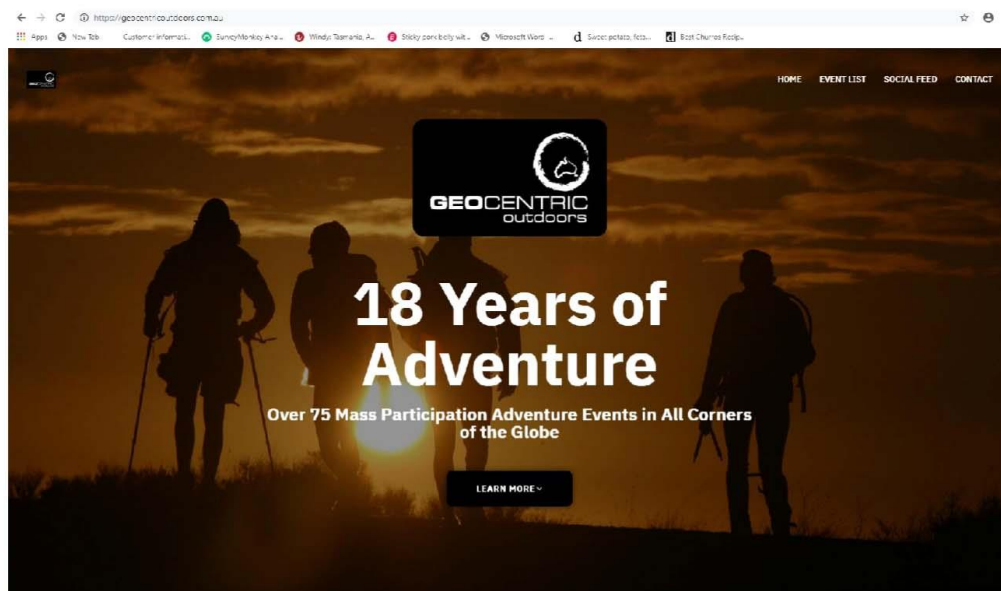 https://geocentricoutdoors.com.au
Apps New Tab Customer informati... SurveyMonkey Ana... Windy: Tasmania, A... Sticky pork belly wit... Microsoft Word - ... Sweet potato, feta... Best Churros Recip...
HOME EVENT LIST SOCIAL FEED CONTACT
GEOCENTRIC
outdoors
18 Years of
Adventure
Over 75 Mass Participation Adventure Events in All Corners
of the Globe
LEARN MORE